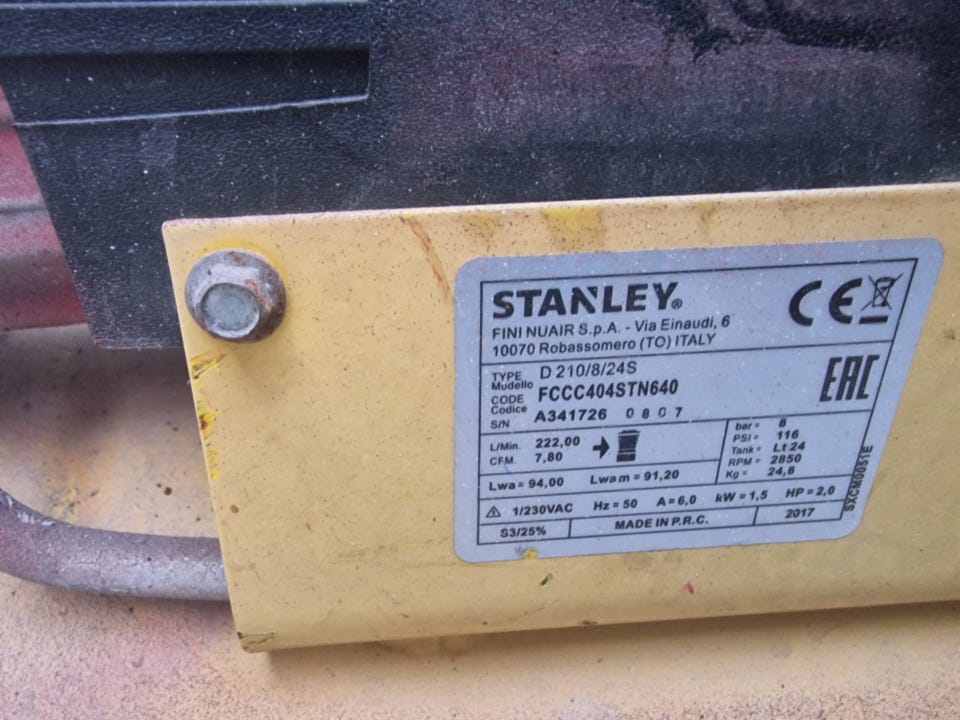 STANLEY®
CE
FINI NUAIR S.p.A. - Via Einaudi, 6
10070 Robassomero (TO) ITALY
TYPE
Modello D 210/8/24S
CODE
Codice FCCC404STN640
S/N A341726 0807
EAC
L/Min. 222,00
CFM. 7,80
bar= 8
PSI= 116
Tank= Lt 24
RPM= 2850
Kg= 24,8
Lwa= 94,00 Lwam= 91,20
1/230VAC Hz= 50 A= 6,0 kW= 1,5 HP= 2,0
S3/25% MADE IN P.R.C. 2017
SXCM0051E